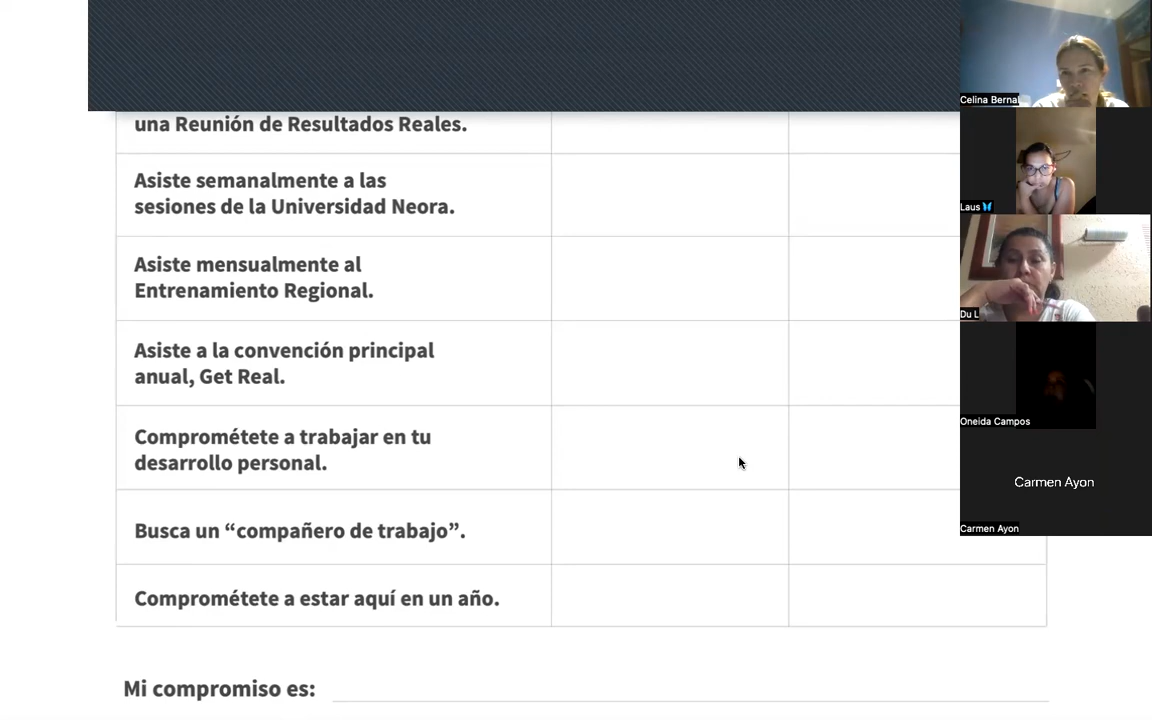 una Reunión de Resultados Reales.
Asiste semanalmente a las
sesiones de la Universidad Neora.
Asiste mensualmente al
Entrenamiento Regional.
Asiste a la convención principal
anual, Get Real.
Comprométete a trabajar en tu
desarrollo personal.
Busca un “compañero de trabajo”.
Comprométete a estar aquí en un año.
Mi compromiso es:
Celina Bernal
Laus
Du L
Oneida Campos
Carmen Ayon
Carmen Ayon